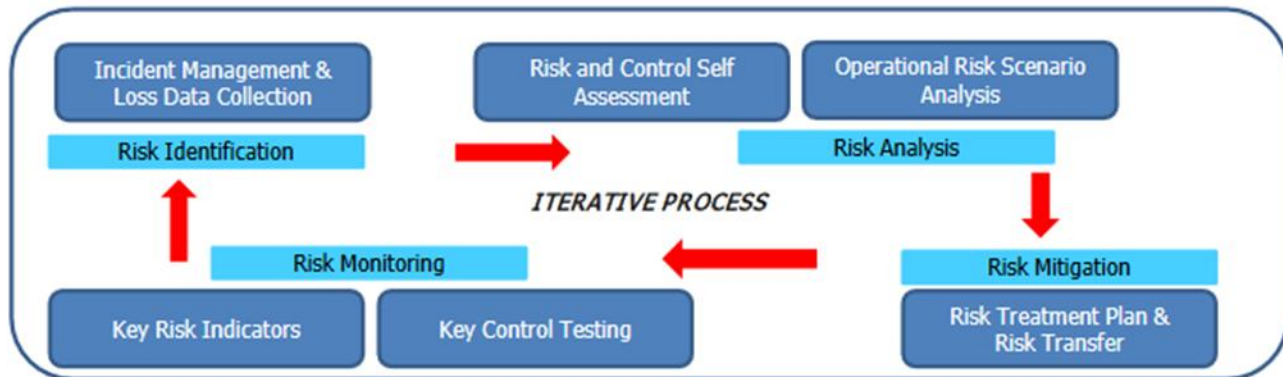 Incident Management &
Loss Data Collection
Risk and Control Self
Assessment
Operational Risk Scenario
Analysis
Risk Identification
Risk Analysis
ITERATIVE PROCESS
Risk Monitoring
Risk Mitigation
Key Risk Indicators
Key Control Testing
Risk Treatment Plan &
Risk Transfer